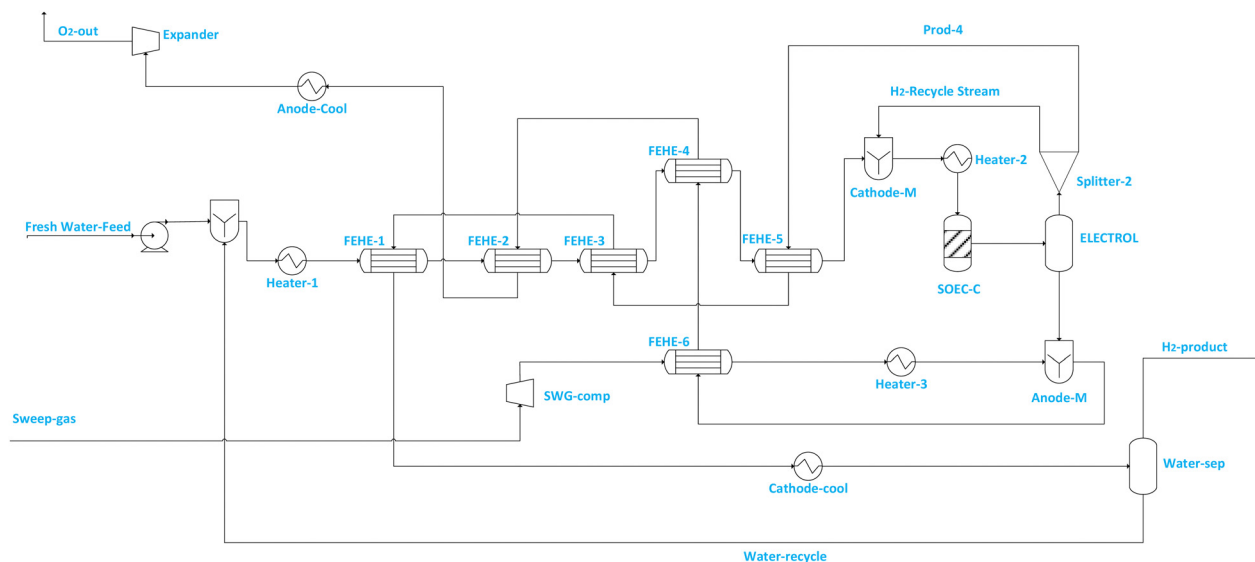 O2-out
Expander
Prod-4
H2-Recycle Stream
Anode-Cool
FEHE-4
Cathode-M
Heater-2
Splitter-2
Fresh Water-Feed
FEHE-1
FEHE-2
FEHE-3
FEHE-5
ELECTROL
Heater-1
SOEC-C
FEHE-6
H2-product
Heater-3
SWG-comp
Anode-M
Sweep-gas
Water-sep
Cathode-cool
Water-recycle